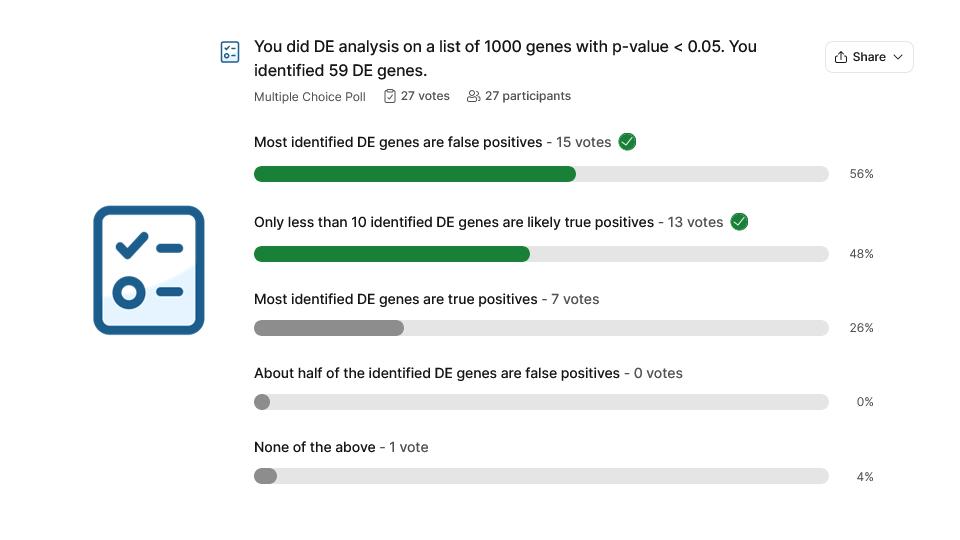 You did DE analysis on a list of 1000 genes with p-value < 0.05. You
identified 59 DE genes.
Share
Multiple Choice Poll 27 votes 27 participants
Most identified DE genes are false positives - 15 votes
56%
Only less than 10 identified DE genes are likely true positives - 13 votes
48%
Most identified DE genes are true positives - 7 votes
26%
About half of the identified DE genes are false positives - 0 votes
0%
None of the above - 1 vote
4%